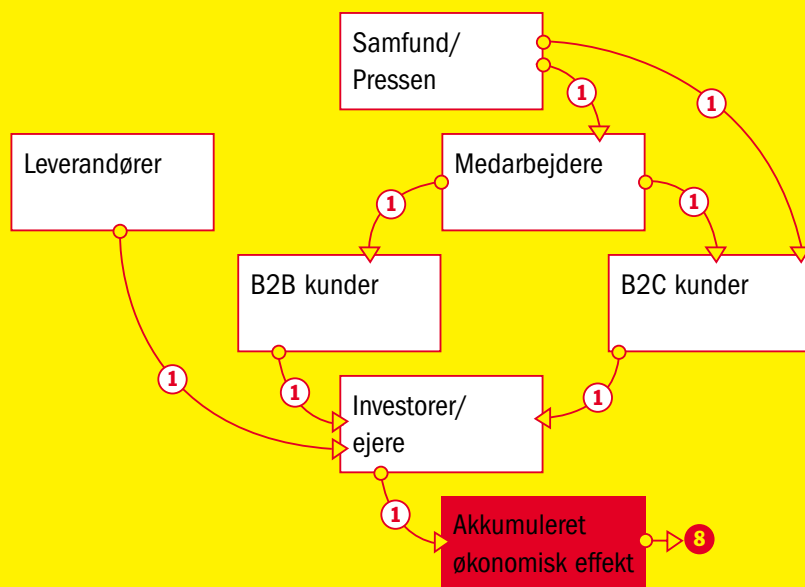 Samfund/
Pressen
1
1
Leverandører
Medarbejdere
1
1
B2B kunder
B2C kunder
1
1
1
Investorer/
ejere
1
Akkumuleret
økonomisk effekt
8